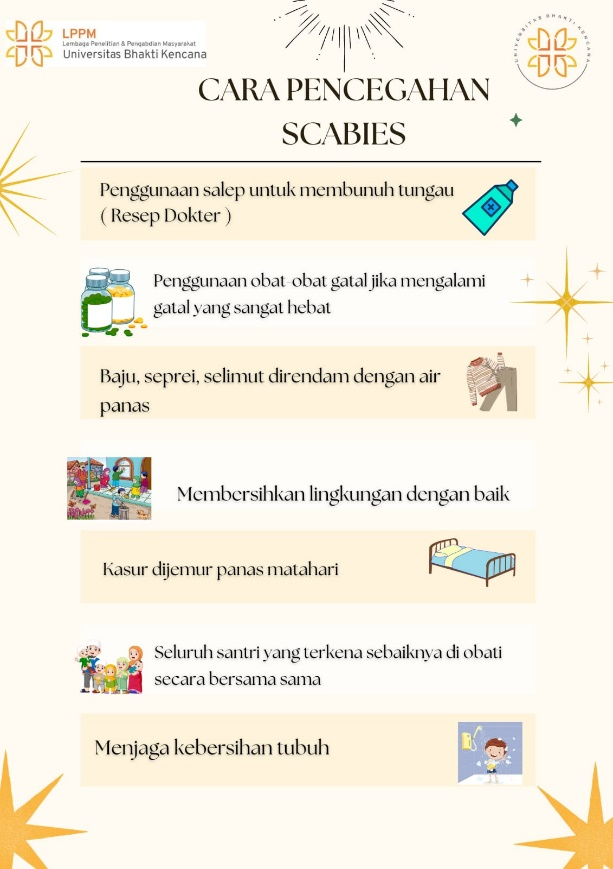 LPPM
Lembaga Penelitian & Pengabdian Masyarakat
Universitas Bhakti Kencana
UNIVERSITAS BHAKTI KENCANA
CARA PENCEGAHAN
SCABIES
Penggunaan salep untuk membunuh tungau
( Resep Dokter )
Penggunaan obat-obat gatal jika mengalami
gatal yang sangat hebat
Baju, seprei, selimut direndam dengan air
panas
Membersihkan lingkungan dengan baik
Kasur dijemur panas matahari
Seluruh santri yang terkena sebaiknya di obati
secara bersama sama
Menjaga kebersihan tubuh